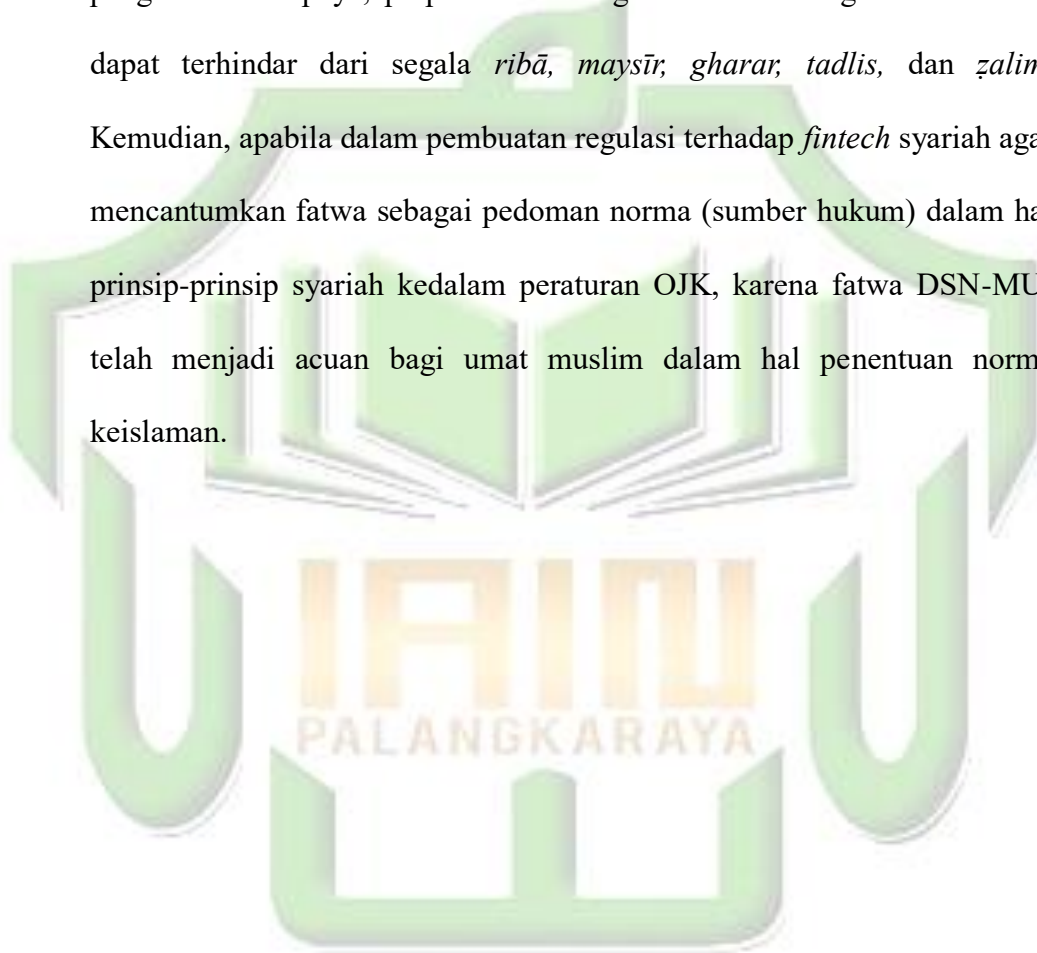 dapat terhindar dari segala ribā, maysīr, gharar, tadlis, dan ẓalim
Kemudian, apabila dalam pembuatan regulasi terhadap fintech syariah aga
mencantumkan fatwa sebagai pedoman norma (sumber hukum) dalam ha
prinsip-prinsip syariah kedalam peraturan OJK, karena fatwa DSN-MU
telah menjadi acuan bagi umat muslim dalam hal penentuan norm
keislaman.
IAIN
PALANGKARAYA